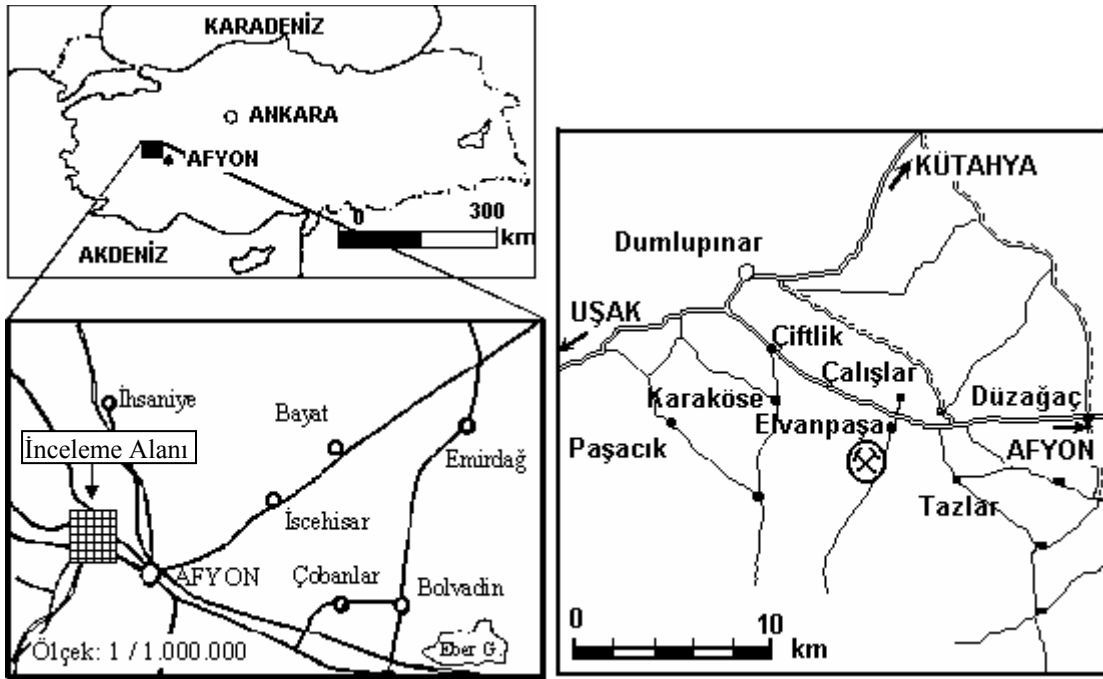 KARADENİZ
ANKARA
AFYON
0 300
km
AKDENİZ
İhsaniye
Bayat
İnceleme Alanı
Emirdağ
İscehisar
AFYON
Çobanlar
Bolvadin
Ölçek: 1 / 1.000.000
Eber G.
KÜTAHYA
Dumlupınar
UŞAK
Çiftlik
Çalışlar
Düzağaç
Karaköse
Elvanpaşa
Paşacık
AFYON
Tazlar
0 10
km